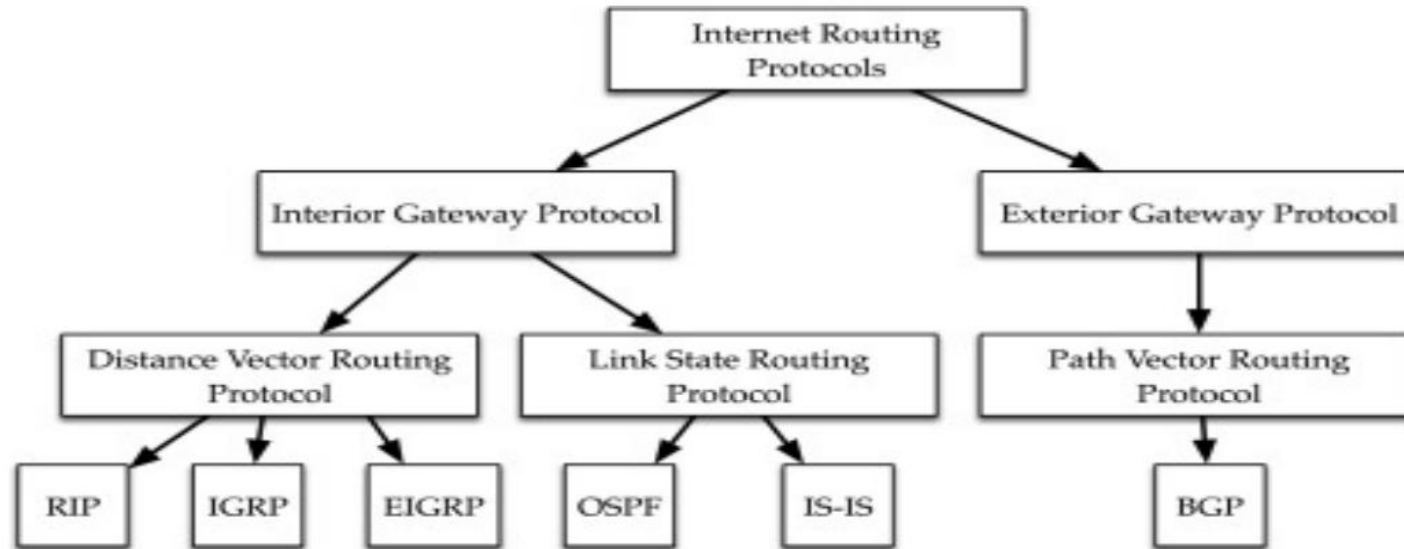 Internet Routing
Protocols
Interior Gateway Protocol
Exterior Gateway Protocol
Distance Vector Routing
Protocol
Link State Routing
Protocol
Path Vector Routing
Protocol
RIP
IGRP
EIGRP
OSPF
IS-IS
BGP